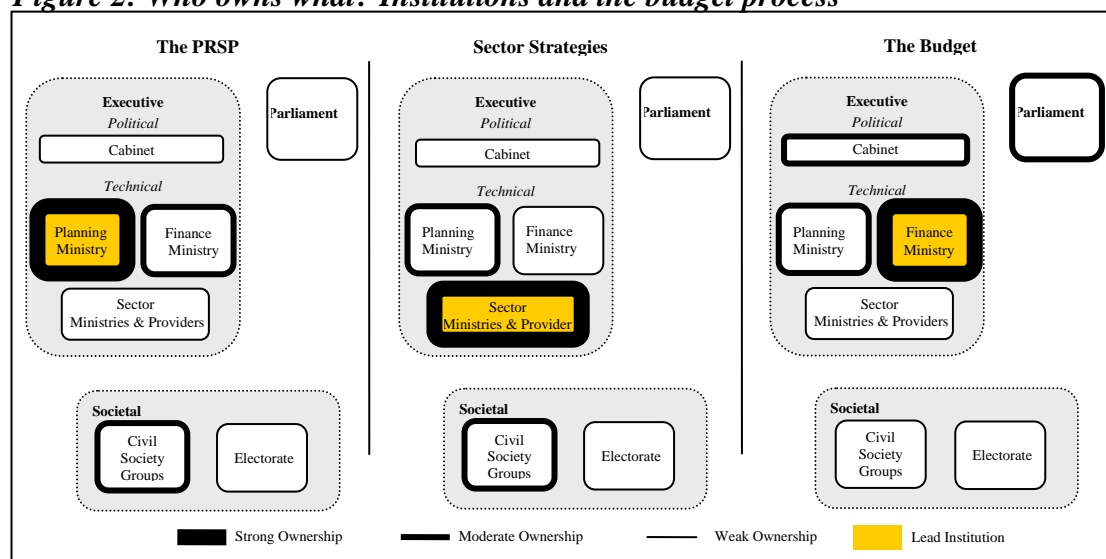 Figure 2: Who owns what? Institutions and the budget process
The PRSP
Executive
Political
Cabinet
Technical
Planning
Ministry
Finance
Ministry
Sector
Ministries & Providers
Parliament
Societal
Civil
Society
Groups
Electorate
Sector Strategies
Executive
Political
Cabinet
Technical
Planning
Ministry
Finance
Ministry
Sector
Ministries & Provider
Parliament
Societal
Civil
Society
Groups
Electorate
The Budget
Executive
Political
Cabinet
Technical
Planning
Ministry
Finance
Ministry
Sector
Ministries & Providers
Parliament
Societal
Civil
Society
Groups
Electorate
Strong Ownership
Moderate Ownership
Weak Ownership
Lead Institution